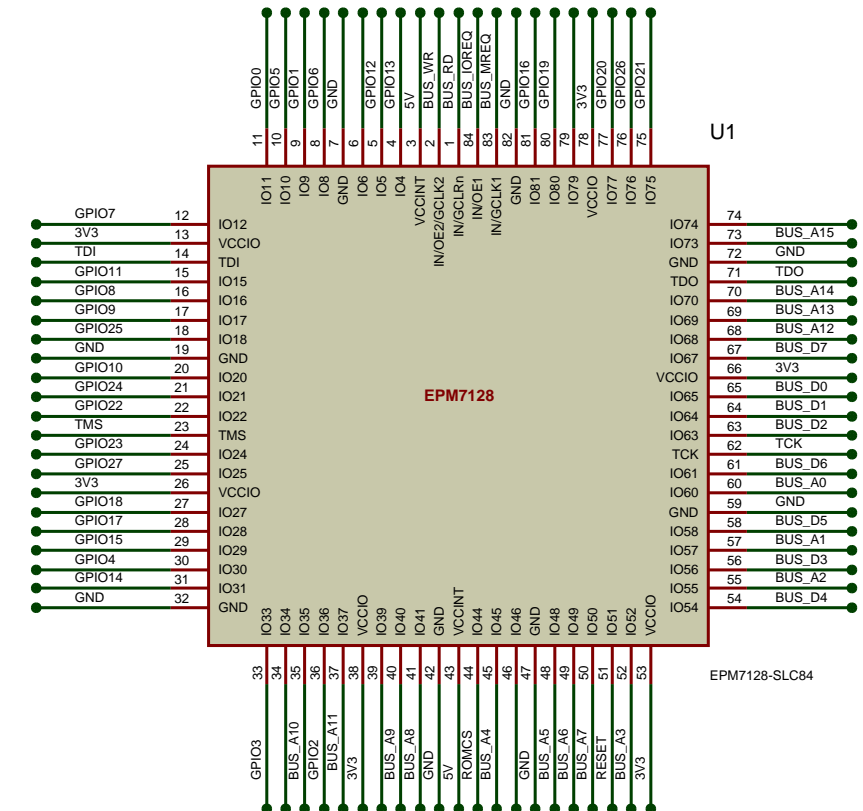 GPIO0 GPIO5 GPIO1 GPIO6 GND GPIO12 GPIO13 5V BUS_WR BUS_RD BUS_IOREQ BUS_MREQ GND GPIO16 GPIO19 3V3 GPIO20 GPIO26 GPIO21
11 10 9 8 7 6 5 4 3 2 1 84 83 82 81 80 79 78 77 76 75
U1
IO11 IO10 IO9 IO8 GND IO6 IO5 IO4 VCCINT IN/OE2/GCLK2 IN/GCLRn IN/OE1 IN/GCLK1 GND IO81 IO80 IO79 VCCIO IO77 IO76 IO75
GPIO7 12 IO12
3V3 13 VCCIO
TDI 14 TDI
GPIO11 15 IO15
GPIO8 16 IO16
GPIO9 17 IO17
GPIO25 18 IO18
GND 19 GND
GPIO10 20 IO20
GPIO24 21 IO21
GPIO22 22 IO22
TMS 23 TMS
GPIO23 24 IO24
GPIO27 25 IO25
3V3 26 VCCIO
GPIO18 27 IO27
GPIO17 28 IO28
GPIO15 29 IO29
GPIO4 30 IO30
GPIO14 31 IO31
GND 32 GND
EPM7128
IO74 74
IO73 73 BUS_A15
GND 72 GND
TDO 71 TDO
IO70 70 BUS_A14
IO69 69 BUS_A13
IO68 68 BUS_A12
IO67 67 BUS_D7
VCCIO 66 3V3
IO65 65 BUS_D0
IO64 64 BUS_D1
IO63 63 BUS_D2
TCK 62 TCK
IO61 61 BUS_D6
IO60 60 BUS_A0
GND 59 GND
IO58 58 BUS_D5
IO57 57 BUS_A1
IO56 56 BUS_D3
IO55 55 BUS_A2
IO54 54 BUS_D4
IO33 IO34 IO35 IO36 IO37 VCCIO IO39 IO40 IO41 GND VCCINT IO44 IO45 IO46 GND IO48 IO49 IO50 IO51 IO52 VCCIO
33 34 35 36 37 38 39 40 41 42 43 44 45 46 47 48 49 50 51 52 53
EPM7128-SLC84
GPIO3 BUS_A10 GPIO2 BUS_A11 3V3 BUS_A9 BUS_A8 GND 5V ROMCS BUS_A4 GND BUS_A5 BUS_A6 BUS_A7 RESET BUS_A3 3V3